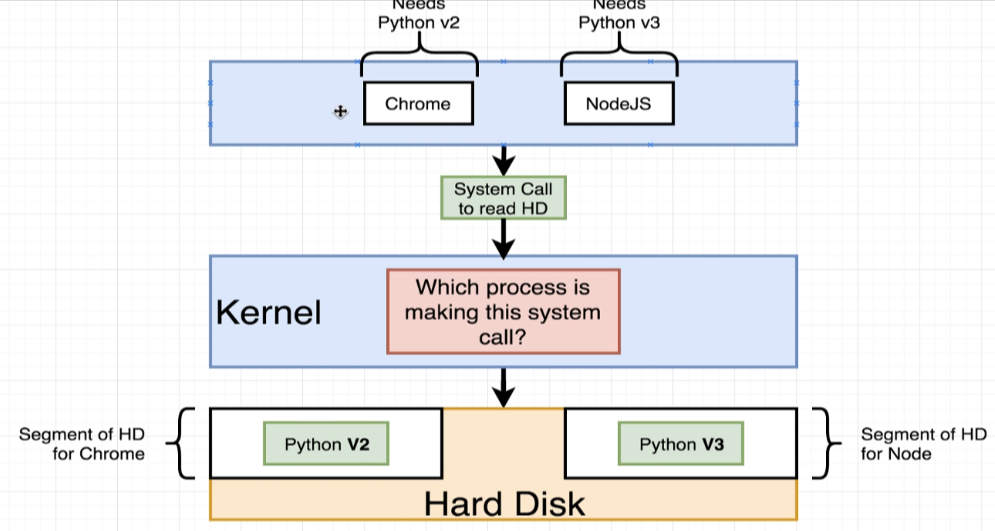 Needs
Python v2
Needs
Python v3
Chrome
NodeJS
System Call
to read HD
Kernel
Which process is
making this system
call?
Segment of HD
for Chrome
Python V2
Python V3
Segment of HD
for Node
Hard Disk